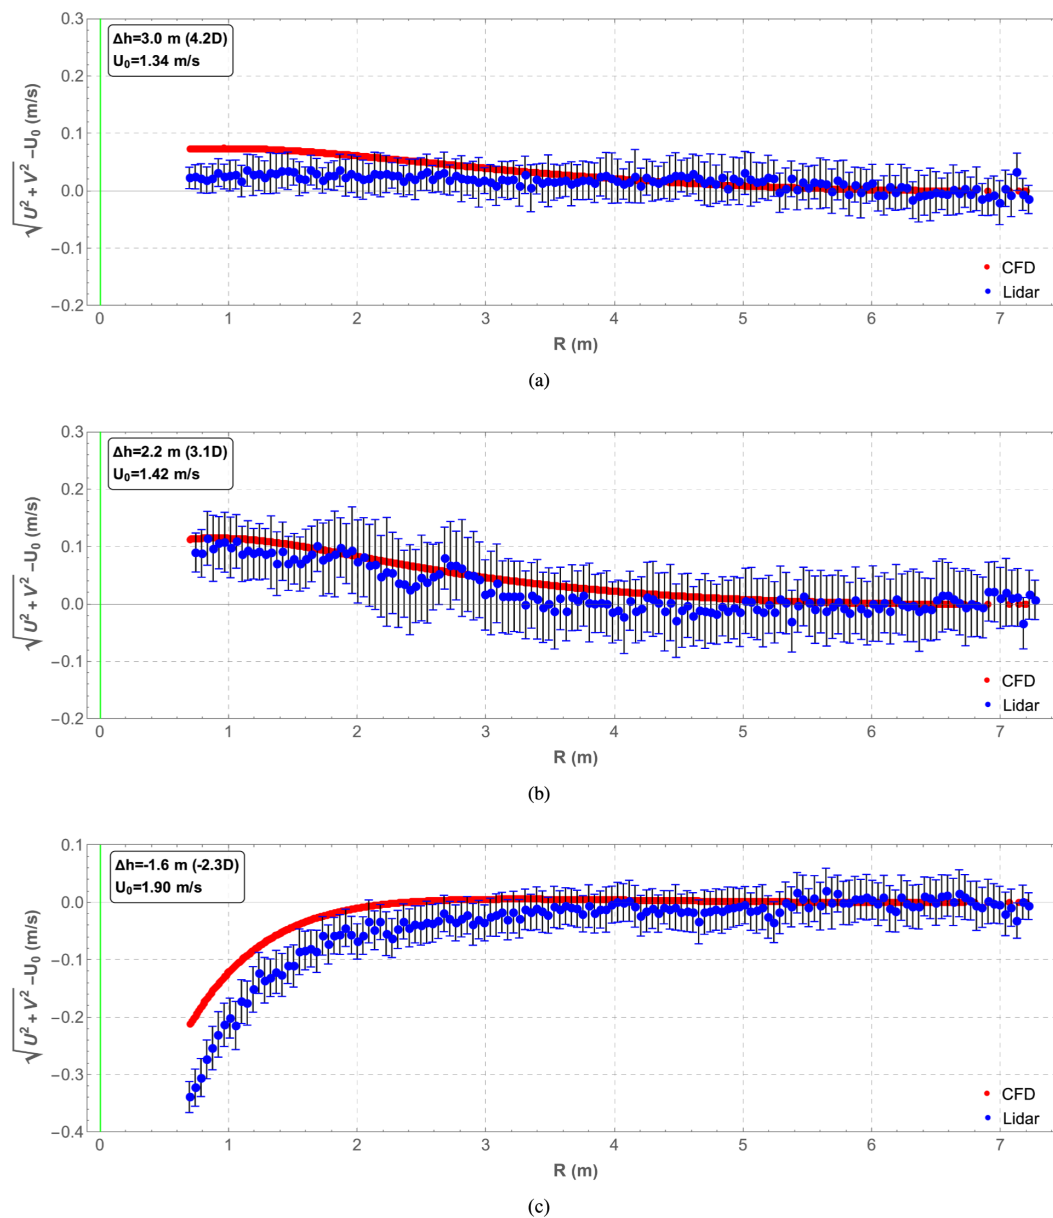 0.3
0.2
0.1
0.0
−0.1
−0.2
√U² + V² −U₀ (m/s)
Δh=3.0 m (4.2D)
U₀=1.34 m/s
CFD
Lidar
0 1 2 3 4 5 6 7
R (m)
(a)
0.3
0.2
0.1
0.0
−0.1
−0.2
√U² + V² −U₀ (m/s)
Δh=2.2 m (3.1D)
U₀=1.42 m/s
CFD
Lidar
0 1 2 3 4 5 6 7
R (m)
(b)
0.1
0.0
−0.1
−0.2
−0.3
−0.4
√U² + V² −U₀ (m/s)
Δh=-1.6 m (-2.3D)
U₀=1.90 m/s
CFD
Lidar
0 1 2 3 4 5 6 7
R (m)
(c)